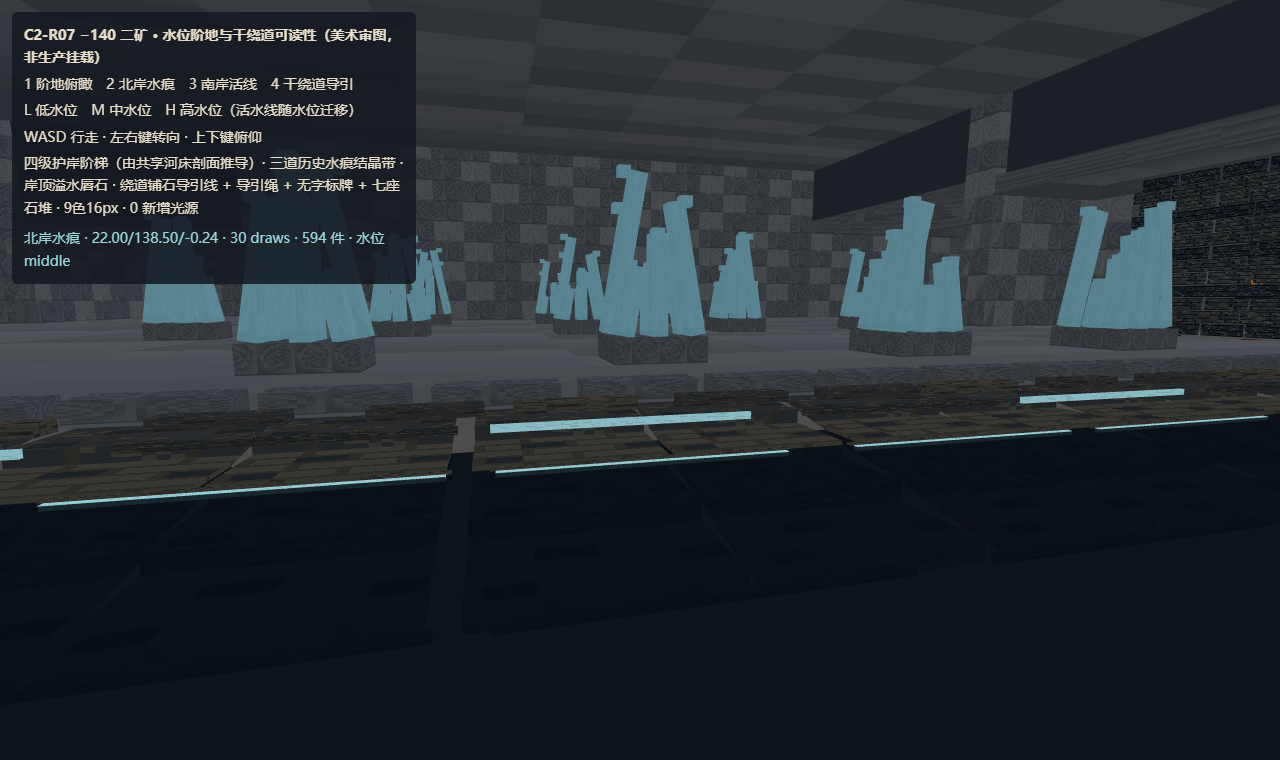 C2-R07 −140 二矿 • 水位阶地与干绕道可读性（美术审图，
非生产挂载）
1 阶地俯瞰 2 北岸水痕 3 南岸活线 4 干绕道导引
L 低水位 M 中水位 H 高水位（活水线随水位迁移）
WASD 行走 · 左右键转向 · 上下键俯仰
四级护岸阶梯（由共享河床剖面推导）· 三道历史水痕结晶带 ·
岸顶溢水唇石 · 绕道铺石导引线 + 导引绳 + 无字标牌 + 七座
石堆 · 9色16px · 0 新增光源
北岸水痕 · 22.00/138.50/-0.24 · 30 draws · 594 件 · 水位
middle